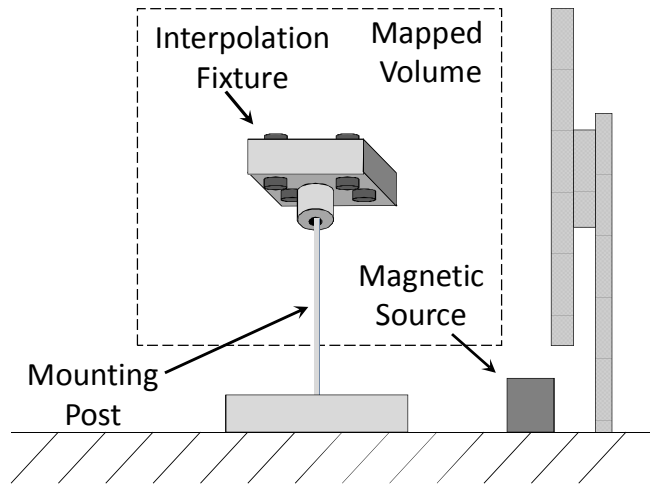 Interpolation
Fixture
Mapped
Volume
Magnetic
Source
Mounting
Post